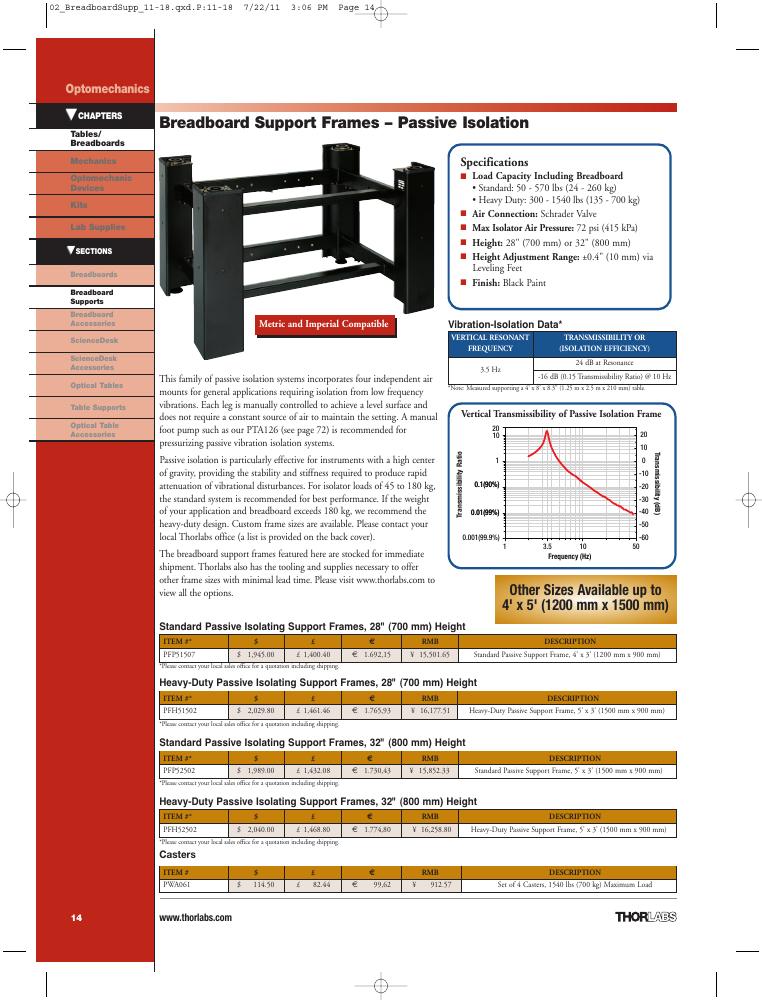 02_BreadboardSupp_11-18.qxd.P:11-18 7/22/11 3:06 PM Page 14
Optomechanics
CHAPTERS
Tables/
Breadboards
Mechanics
Optomechanic
Devices
Kits
Lab Supplies
SECTIONS
Breadboards
Breadboard
Supports
Breadboard
Accessories
ScienceDesk
ScienceDesk
Accessories
Optical Tables
Table Supports
Optical Table
Accessories
Breadboard Support Frames – Passive Isolation
Metric and Imperial Compatible
Specifications
Load Capacity Including Breadboard
• Standard: 50 - 570 lbs (24 - 260 kg)
• Heavy Duty: 300 - 1540 lbs (135 - 700 kg)
Air Connection: Schrader Valve
Max Isolator Air Pressure: 72 psi (415 kPa)
Height: 28" (700 mm) or 32" (800 mm)
Height Adjustment Range: ±0.4" (10 mm) via
Leveling Feet
Finish: Black Paint
Vibration-Isolation Data*
VERTICAL RESONANT FREQUENCY TRANSMISSIBILITY OR (ISOLATION EFFICIENCY)
3.5 Hz 24 dB at Resonance
-16 dB (0.15 Transmissibility Ratio) @ 10 Hz
*Note: Measured supporting a 4' x 8' x 8.3" (1.25 m x 2.5 m x 210 mm) table.
This family of passive isolation systems incorporates four independent air
mounts for general applications requiring isolation from low frequency
vibrations. Each leg is manually controlled to achieve a level surface and
does not require a constant source of air to maintain the setting. A manual
foot pump such as our PTA126 (see page 72) is recommended for
pressurizing passive vibration isolation systems.
Passive isolation is particularly effective for instruments with a high center
of gravity, providing the stability and stiffness required to produce rapid
attenuation of vibrational disturbances. For isolator loads of 45 to 180 kg,
the standard system is recommended for best performance. If the weight
of your application and breadboard exceeds 180 kg, we recommend the
heavy-duty design. Custom frame sizes are available. Please contact your
local Thorlabs office (a list is provided on the back cover).
The breadboard support frames featured here are stocked for immediate
shipment. Thorlabs also has the tooling and supplies necessary to offer
other frame sizes with minimal lead time. Please visit www.thorlabs.com to
view all the options.
Vertical Transmissibility of Passive Isolation Frame
Transmissibility Ratio
20
10
1
0.1(90%)
0.01(99%)
0.001(99.9%)
20
10
0
-10
-20
-30
-40
-50
-60
Transmissibility (dB)
1 3.5 10 50
Frequency (Hz)
Other Sizes Available up to
4' x 5' (1200 mm x 1500 mm)
Standard Passive Isolating Support Frames, 28" (700 mm) Height
ITEM #* $ £ € RMB DESCRIPTION
PFP51507 $ 1,945.00 £ 1,400.40 € 1.692,15 ¥ 15,501.65 Standard Passive Support Frame, 4' x 3' (1200 mm x 900 mm)
*Please contact your local sales office for a quotation including shipping.
Heavy-Duty Passive Isolating Support Frames, 28" (700 mm) Height
ITEM #* $ £ € RMB DESCRIPTION
PFH51502 $ 2,029.80 £ 1,461.46 € 1.765,93 ¥ 16,177.51 Heavy-Duty Passive Support Frame, 5' x 3' (1500 mm x 900 mm)
*Please contact your local sales office for a quotation including shipping.
Standard Passive Isolating Support Frames, 32" (800 mm) Height
ITEM #* $ £ € RMB DESCRIPTION
PFP52502 $ 1,989.00 £ 1,432.08 € 1.730,43 ¥ 15,852.33 Standard Passive Support Frame, 5' x 3' (1500 mm x 900 mm)
*Please contact your local sales office for a quotation including shipping.
Heavy-Duty Passive Isolating Support Frames, 32" (800 mm) Height
ITEM #* $ £ € RMB DESCRIPTION
PFH52502 $ 2,040.00 £ 1,468.80 € 1.774,80 ¥ 16,258.80 Heavy-Duty Passive Support Frame, 5' x 3' (1500 mm x 900 mm)
*Please contact your local sales office for a quotation including shipping.
Casters
ITEM # $ £ € RMB DESCRIPTION
PWA061 $ 114.50 £ 82.44 € 99,62 ¥ 912.57 Set of 4 Casters, 1540 lbs (700 kg) Maximum Load
14
www.thorlabs.com
THORLABS